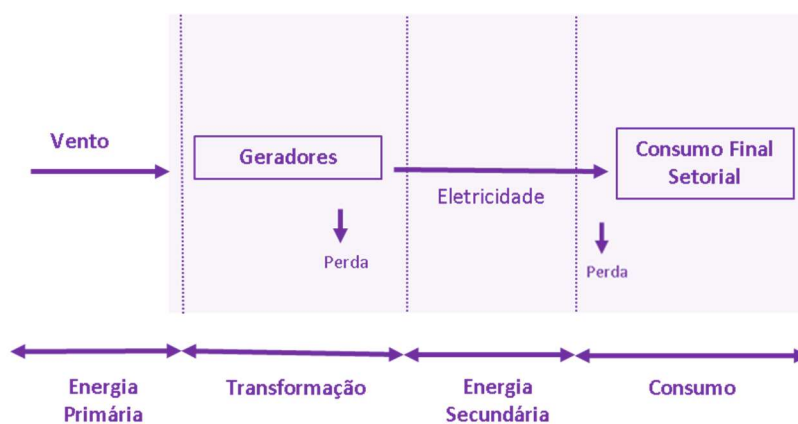 Vento
Geradores
Consumo Final
Setorial
Eletricidade
Perda
Perda
Energia
Primária
Transformação
Energia
Secundária
Consumo